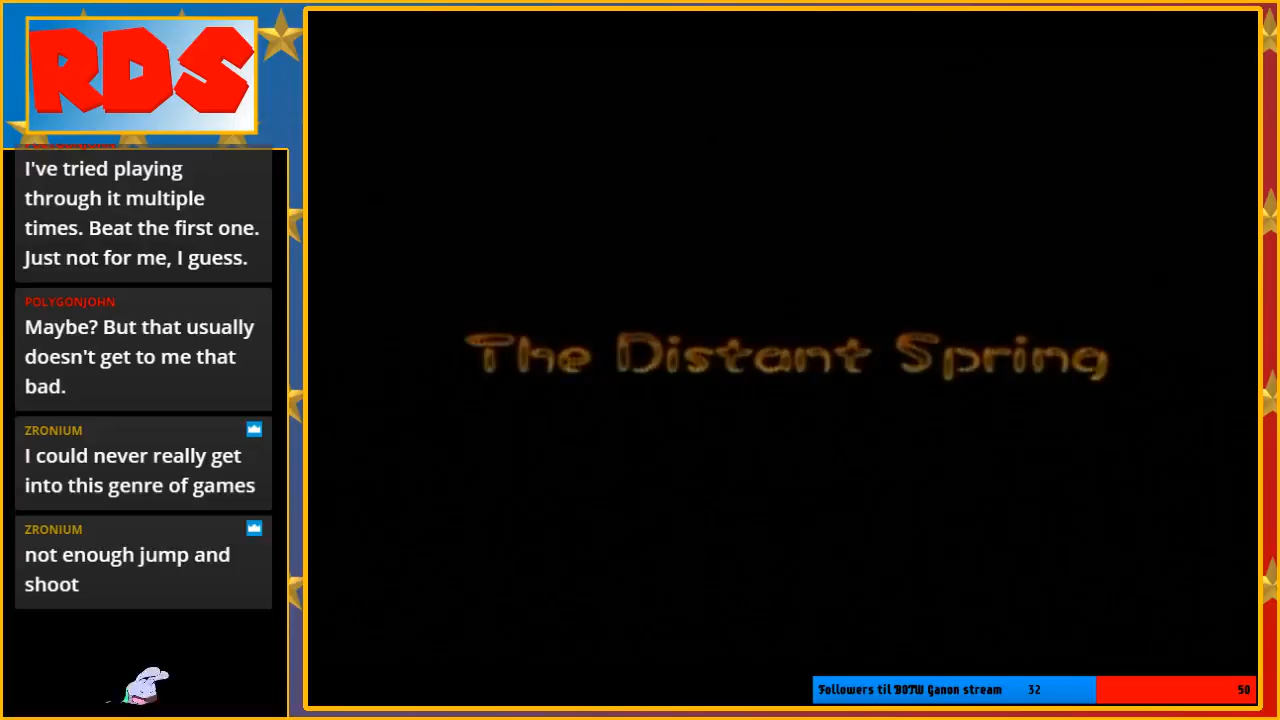 RDS
I've tried playing
through it multiple
times. Beat the first one.
Just not for me, I guess.
POLYGONJOHN
Maybe? But that usually
doesn't get to me that
bad.
ZRONIUM
I could never really get
into this genre of games
ZRONIUM
not enough jump and
shoot
The Distant Spring
Followers til BOTW Ganon stream 32 50